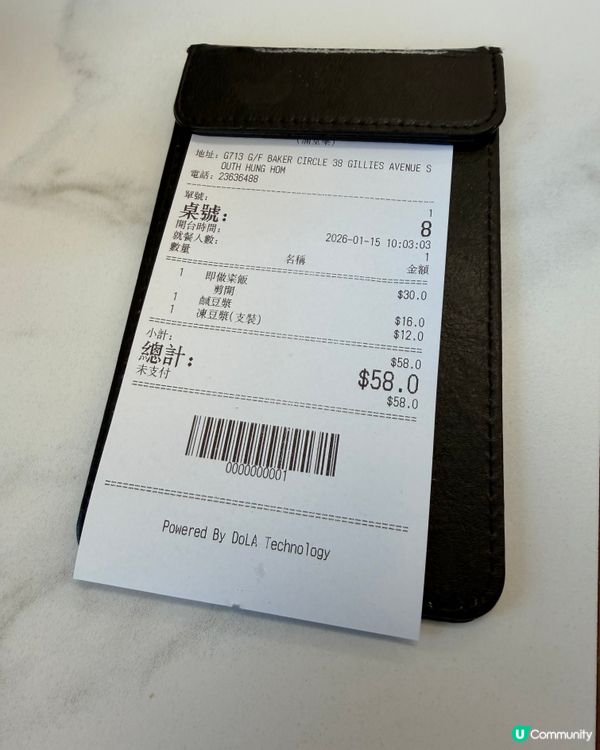 地址: G713 G/F BAKER CIRCLE 38 GILLIES AVENUE S
OUTH HUNG HOM
電話: 23636488
單號: 1
桌號: 8
開台時間: 2026-01-15 10:03:03
就餐人數: 1
數量 名稱 金額
1 即做粢飯 $30.0
剪開
1 鹹豆漿 $16.0
1 凍豆漿(支裝) $12.0
小計: $58.0
總計: $58.0
未支付 $58.0
0000000001
Powered By DoLA Technology
U Community